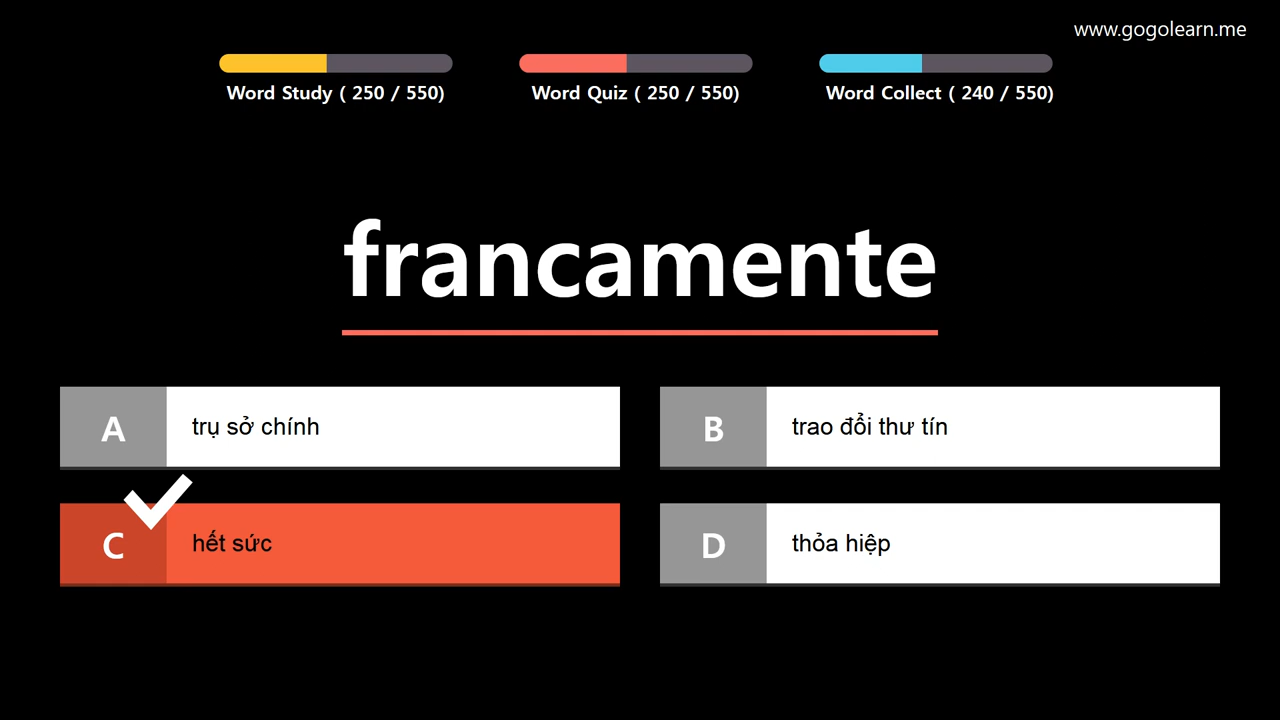 www.gogolearn.me
Word Study ( 250 / 550)
Word Quiz ( 250 / 550)
Word Collect ( 240 / 550)
francamente
A
trụ sở chính
B
trao đổi thư tín
C
hết sức
D
thỏa hiệp